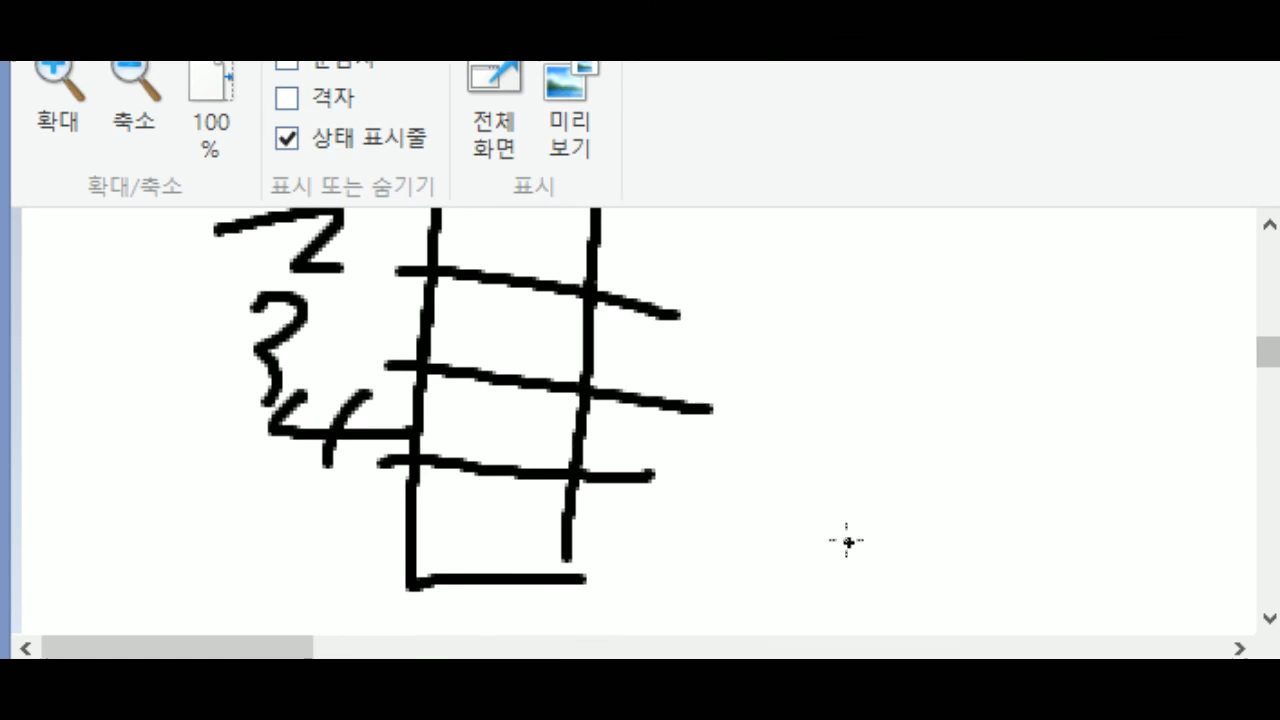 확대 축소 100 %
격자
상태 표시줄
전체 화면
미리 보기
확대/축소 표시 또는 숨기기 표시
2
3
4